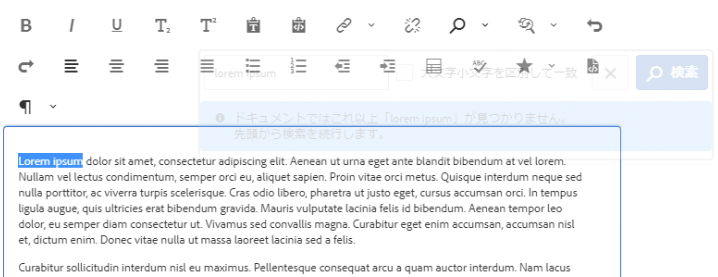 lorem ipsum
大文字小文字を区別して一致
検索
ドキュメントではこれ以上「lorem ipsum」が見つかりません。
先頭から検索を続行します。
Lorem ipsum dolor sit amet, consectetur adipiscing elit. Aenean ut urna eget ante blandit bibendum at vel lorem.
Nullam vel lectus condimentum, semper orci eu, aliquet sapien. Proin vitae orci metus. Quisque interdum neque sed
nulla porttitor, ac viverra turpis scelerisque. Cras odio libero, pharetra ut justo eget, cursus accumsan orci. In tempus
ligula augue, quis ultricies erat bibendum gravida. Mauris vulputate lacinia felis id bibendum. Aenean tempor leo
dolor, eu semper diam consectetur ut. Vivamus sed convallis magna. Curabitur eget enim accumsan, accumsan nisl
et, dictum enim. Donec vitae nulla ut massa laoreet lacinia sed a felis.
Curabitur sollicitudin interdum nisl eu maximus. Pellentesque consequat arcu a quam auctor interdum. Nam lacus